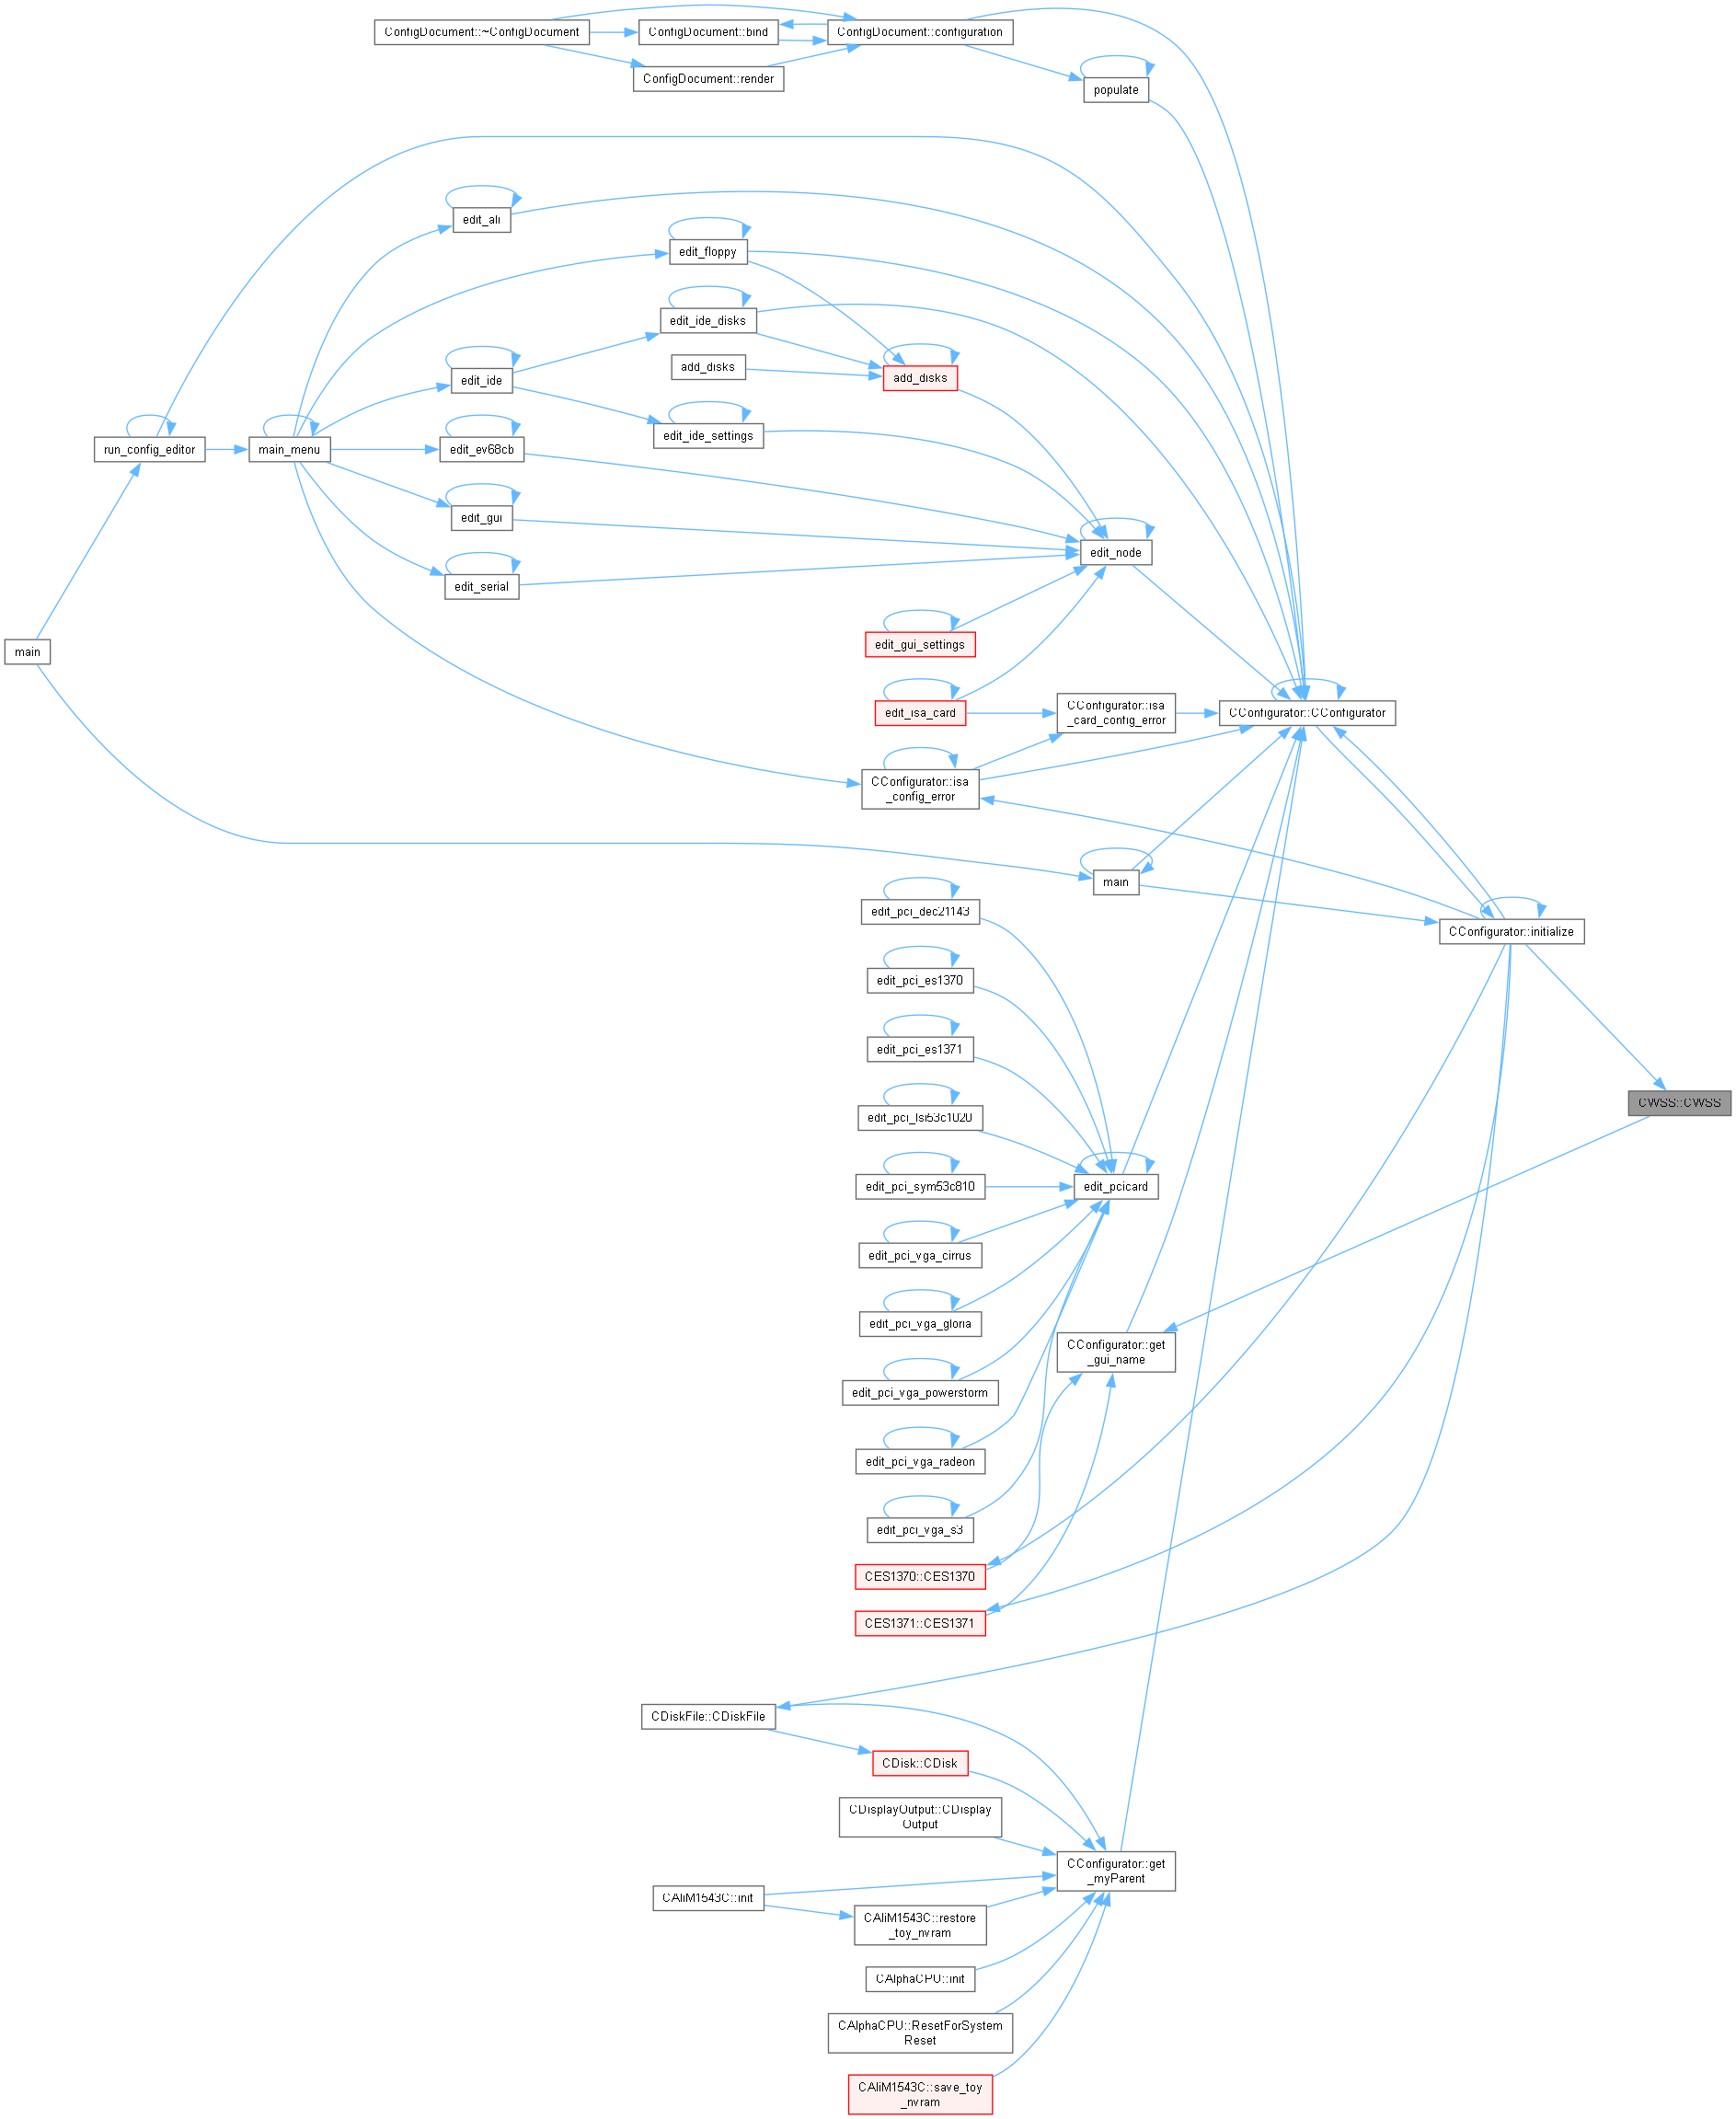 ConfigDocument::~ConfigDocument
ConfigDocument::bind
ConfigDocument::configuration
ConfigDocument::render
populate
edit_ali
edit_floppy
edit_ide_disks
add_disks
edit_ide
add_disks
edit_ide_settings
run_config_editor
main_menu
edit_ev68cb
edit_gui
edit_node
edit_serial
edit_gui_settings
main
edit_isa_card
CConfigurator::isa
_card_config_error
CConfigurator::CConfigurator
CConfigurator::isa
_config_error
main
edit_pci_dec21143
CConfigurator::initialize
edit_pci_es1370
edit_pci_es1371
CWSS::CWSS
edit_pci_lsi53c1020
edit_pci_sym53c810
edit_pcicard
edit_pci_vga_cirrus
edit_pci_vga_gloria
CConfigurator::get
_gui_name
edit_pci_vga_powerstorm
edit_pci_vga_radeon
edit_pci_vga_s3
CES1370::CES1370
CES1371::CES1371
CDiskFile::CDiskFile
CDisk::CDisk
CDisplayOutput::CDisplay
Output
CConfigurator::get
_myParent
CAliM1543C::init
CAliM1543C::restore
_toy_nvram
CAlphaCPU::init
CAlphaCPU::ResetForSystem
Reset
CAliM1543C::save_toy
_nvram